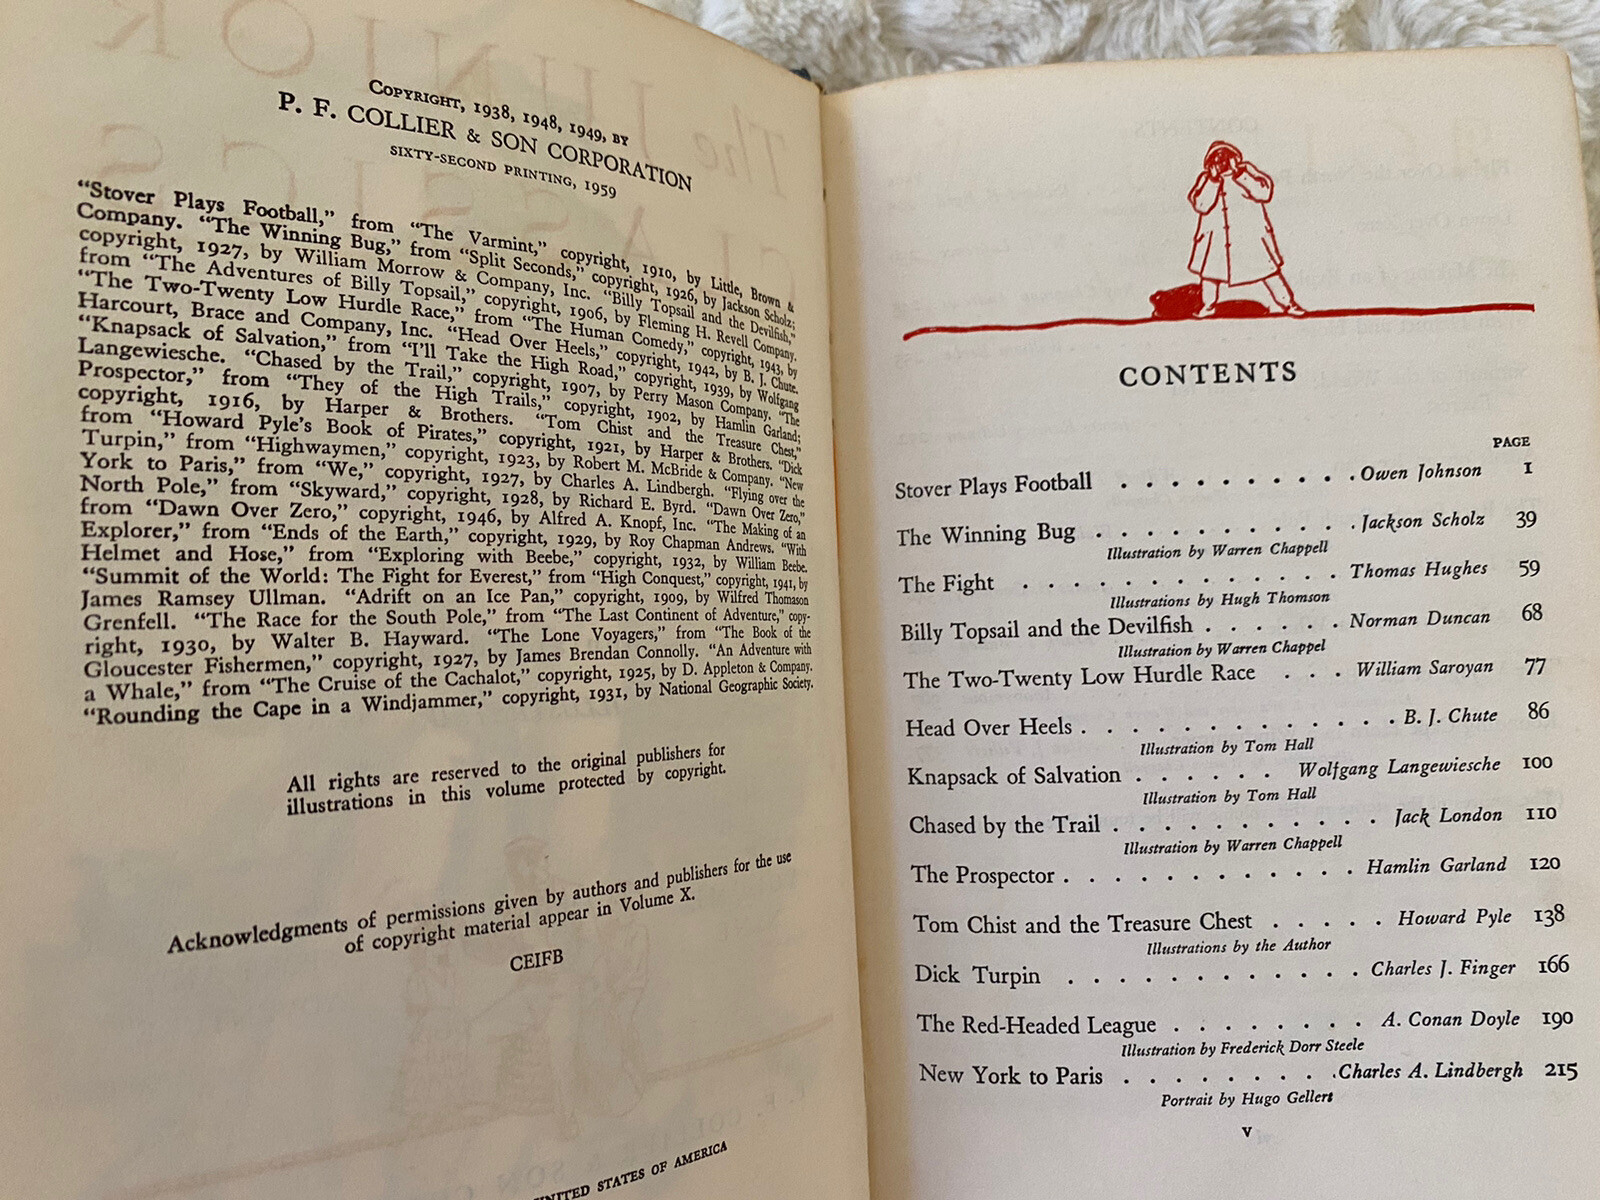 COPYRIGHT, 1938, 1948, 1949, BY
P. F. COLLIER & SON CORPORATION
SIXTY-SECOND PRINTING, 1959
"Stover Plays Football," from "The Varmint," copyright, 1910, by Little, Brown &
Company. "The Winning Bug," from "Split Seconds," copyright, 1926, by Jackson Scholz;
copyright, 1927, by William Morrow & Company, Inc. "Billy Topsail and the Devilfish,"
from "The Adventures of Billy Topsail," copyright, 1906, by Fleming H. Revell Company.
"The Two-Twenty Low Hurdle Race," from "The Human Comedy," copyright, 1943, by
Harcourt, Brace and Company, Inc. "Head Over Heels," copyright, 1942, by B. J. Chute.
"Knapsack of Salvation," from "I'll Take the High Road," copyright, 1939, by Wolfgang
Langewiesche. "Chased by the Trail," copyright, 1907, by Perry Mason Company. "The
Prospector," from "They of the High Trails," copyright, 1902, by Hamlin Garland;
copyright, 1916, by Harper & Brothers. "Tom Chist and the Treasure Chest,"
from "Howard Pyle's Book of Pirates," copyright, 1921, by Harper & Brothers. "Dick
Turpin," from "Highwaymen," copyright, 1923, by Robert M. McBride & Company. "New
York to Paris," from "We," copyright, 1927, by Charles A. Lindbergh. "Flying over the
North Pole," from "Skyward," copyright, 1928, by Richard E. Byrd. "Dawn Over Zero,"
from "Dawn Over Zero," copyright, 1946, by Alfred A. Knopf, Inc. "The Making of an
Explorer," from "Ends of the Earth," copyright, 1929, by Roy Chapman Andrews. "With
Helmet and Hose," from "Exploring with Beebe," copyright, 1932, by William Beebe.
"Summit of the World: The Fight for Everest," from "High Conquest," copyright, 1941, by
James Ramsey Ullman. "Adrift on an Ice Pan," copyright, 1909, by Wilfred Thomason
Grenfell. "The Race for the South Pole," from "The Last Continent of Adventure," copy-
right, 1930, by Walter B. Hayward. "The Lone Voyagers," from "The Book of the
Gloucester Fishermen," copyright, 1927, by James Brendan Connolly. "An Adventure with
a Whale," from "The Cruise of the Cachalot," copyright, 1925, by D. Appleton & Company.
"Rounding the Cape in a Windjammer," copyright, 1931, by National Geographic Society.
All rights are reserved to the original publishers for
illustrations in this volume protected by copyright.
Acknowledgments of permissions given by authors and publishers for the use
of copyright material appear in Volume X.
CEIFB
UNITED STATES OF AMERICA
CONTENTS
PAGE
Stover Plays Football . . . . . . . . . . Owen Johnson 1
The Winning Bug . . . . . . . . . . . Jackson Scholz 39
Illustration by Warren Chappell
The Fight . . . . . . . . . . . . . Thomas Hughes 59
Illustrations by Hugh Thomson
Billy Topsail and the Devilfish . . . . . . Norman Duncan 68
Illustration by Warren Chappel
The Two-Twenty Low Hurdle Race . . . William Saroyan 77
Head Over Heels . . . . . . . . . . . . . B. J. Chute 86
Illustration by Tom Hall
Knapsack of Salvation . . . . . . Wolfgang Langewiesche 100
Illustration by Tom Hall
Chased by the Trail . . . . . . . . . . . Jack London 110
Illustration by Warren Chappell
The Prospector . . . . . . . . . . . . Hamlin Garland 120
Tom Chist and the Treasure Chest . . . . . Howard Pyle 138
Illustrations by the Author
Dick Turpin . . . . . . . . . . . . Charles J. Finger 166
The Red-Headed League . . . . . . . . A. Conan Doyle 190
Illustration by Frederick Dorr Steele
New York to Paris . . . . . . . . . Charles A. Lindbergh 215
Portrait by Hugo Gellert
v